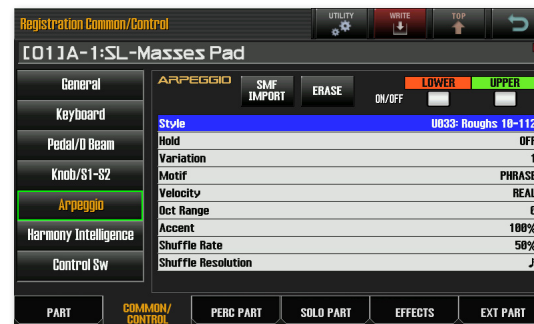 Registration Common/Control
UTILITY
WRITE
TOP
[01]A-1:SL-Masses Pad
General
Keyboard
Pedal/D Beam
Knob/S1-S2
Arpeggio
Harmony Intelligence
Control Sw
ARPEGGIO
SMF IMPORT
ERASE
ON/OFF
LOWER
UPPER
Style U033: Roughs 10-112
Hold OFF
Variation 1
Motif PHRASE
Velocity REAL
Oct Range
Accent 100%
Shuffle Rate 50%
Shuffle Resolution ♪
PART
COMMON/
CONTROL
PERC PART
SOLO PART
EFFECTS
EXT PART